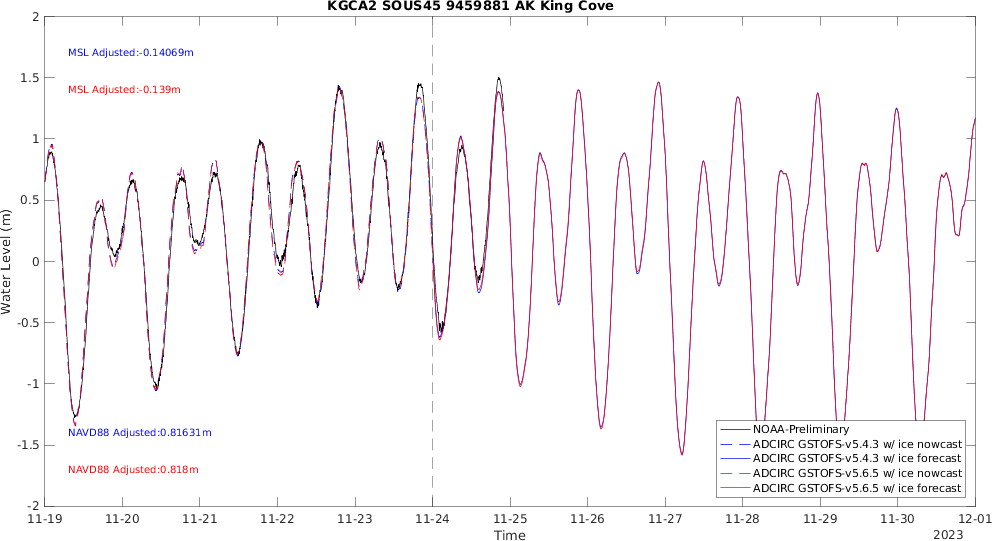 KGCA2 SOUS45 9459881 AK King Cove
2
1.5
1
0.5
0
-0.5
-1
-1.5
-2
Water Level (m)
MSL Adjusted:-0.14069m
MSL Adjusted:-0.139m
NAVD88 Adjusted:0.81631m
NAVD88 Adjusted:0.818m
NOAA-Preliminary
ADCIRC GSTOFS-v5.4.3 w/ ice nowcast
ADCIRC GSTOFS-v5.4.3 w/ ice forecast
ADCIRC GSTOFS-v5.6.5 w/ ice nowcast
ADCIRC GSTOFS-v5.6.5 w/ ice forecast
11-19 11-20 11-21 11-22 11-23 11-24 11-25 11-26 11-27 11-28 11-29 11-30 12-01
Time
2023